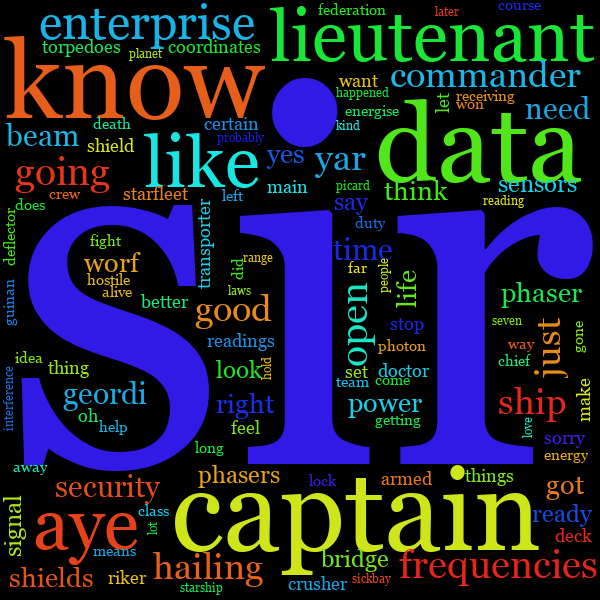 federation
later
course
enterprise
lieutenant
torpedoes
coordinates
planet
know
commander
want
happened
receiving
won
let
energise
need
death
beam
shield
certain
probably
kind
like
data
yes
yar
going
main
think
sensors
crew
starfleet
left
picard
reading
does
say
duty
deflector
transporter
sir
fight
did
range
time
worf
hostile
alive
laws
far
people
life
phaser
guinan
better
good
open
stop
seven
gone
readings
photon
way
just
idea
thing
look
hold
set
doctor
chief
interference
geordi
team
come
make
oh
help
right
power
getting
ship
feel
love
long
sorry
away
phasers
captain
energy
security
lock
armed
things
got
signal
class
ready
aye
lot
means
bridge
deck
hailing
frequencies
shields
riker
starship
crusher
sickbay